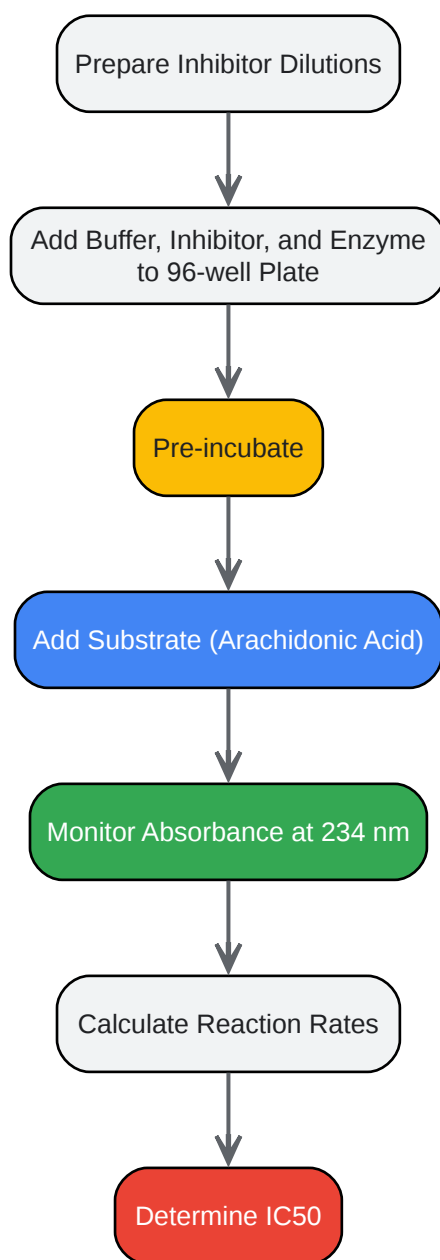 Prepare Inhibitor Dilutions
Add Buffer, Inhibitor, and Enzyme
to 96-well Plate
Pre-incubate
Add Substrate (Arachidonic Acid)
Monitor Absorbance at 234 nm
Calculate Reaction Rates
Determine IC50